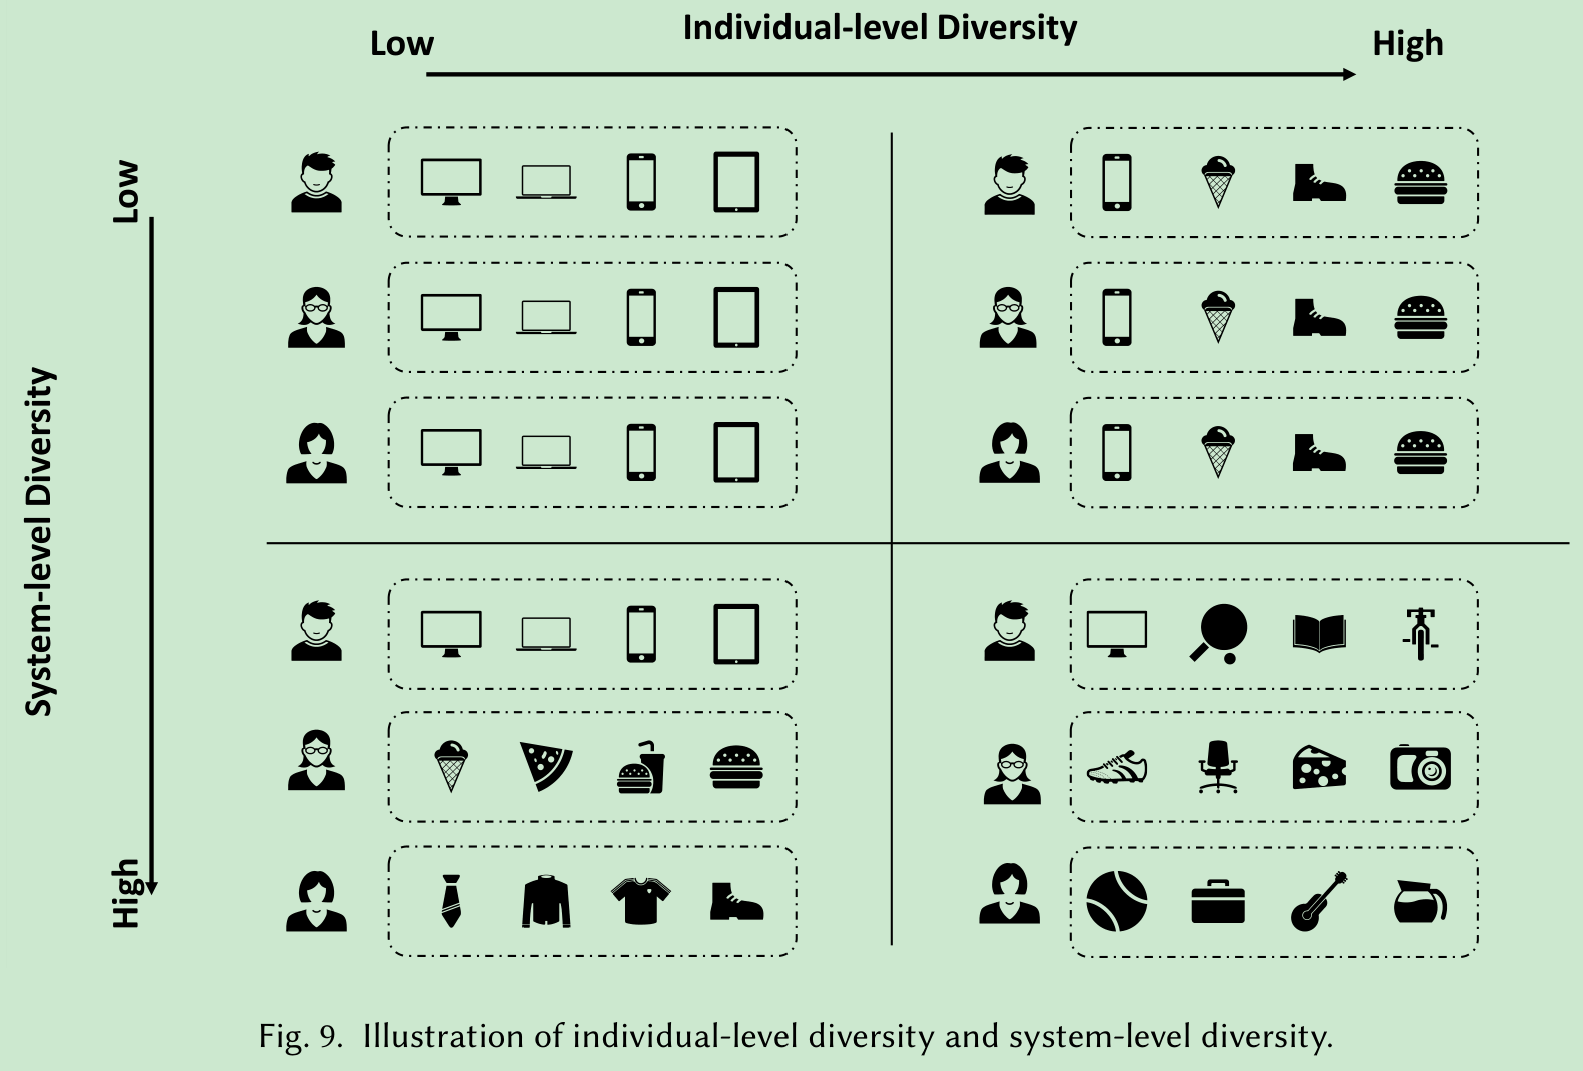 Individual-level Diversity
Low
High
Low
System-level Diversity
High
Fig. 9. Illustration of individual-level diversity and system-level diversity.